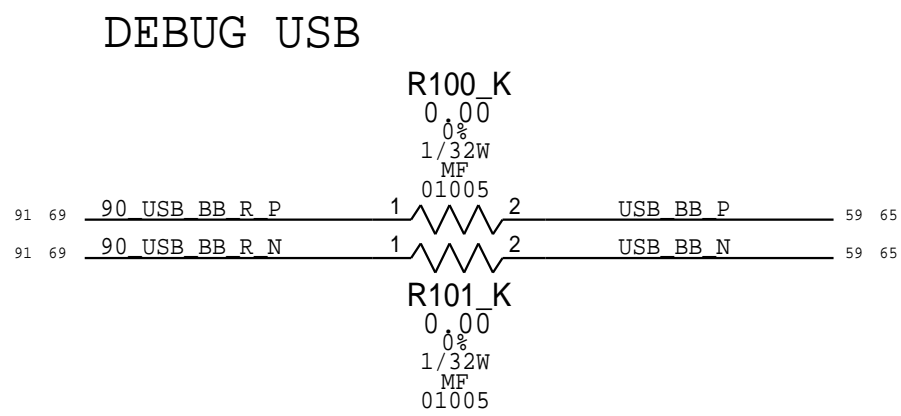 DEBUG USB
R100_K
0.00
0%
1/32W
MF
01005
91 69 90_USB_BB_R_P 1 2 USB_BB_P 59 65
91 69 90_USB_BB_R_N 1 2 USB_BB_N 59 65
R101_K
0.00
0%
1/32W
MF
01005